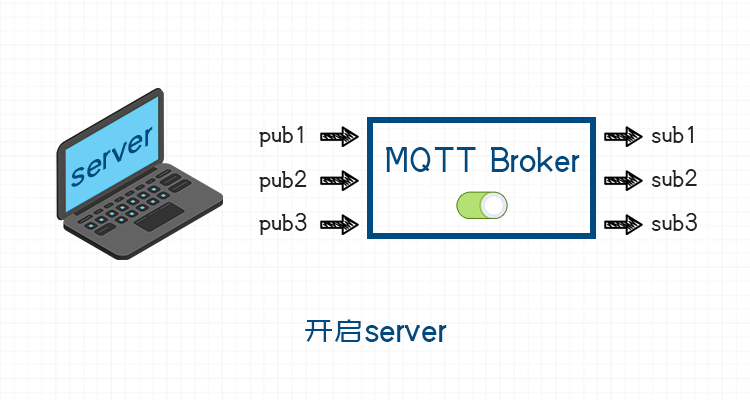 server
pub1
pub2
pub3
MQTT Broker
sub1
sub2
sub3
开启server